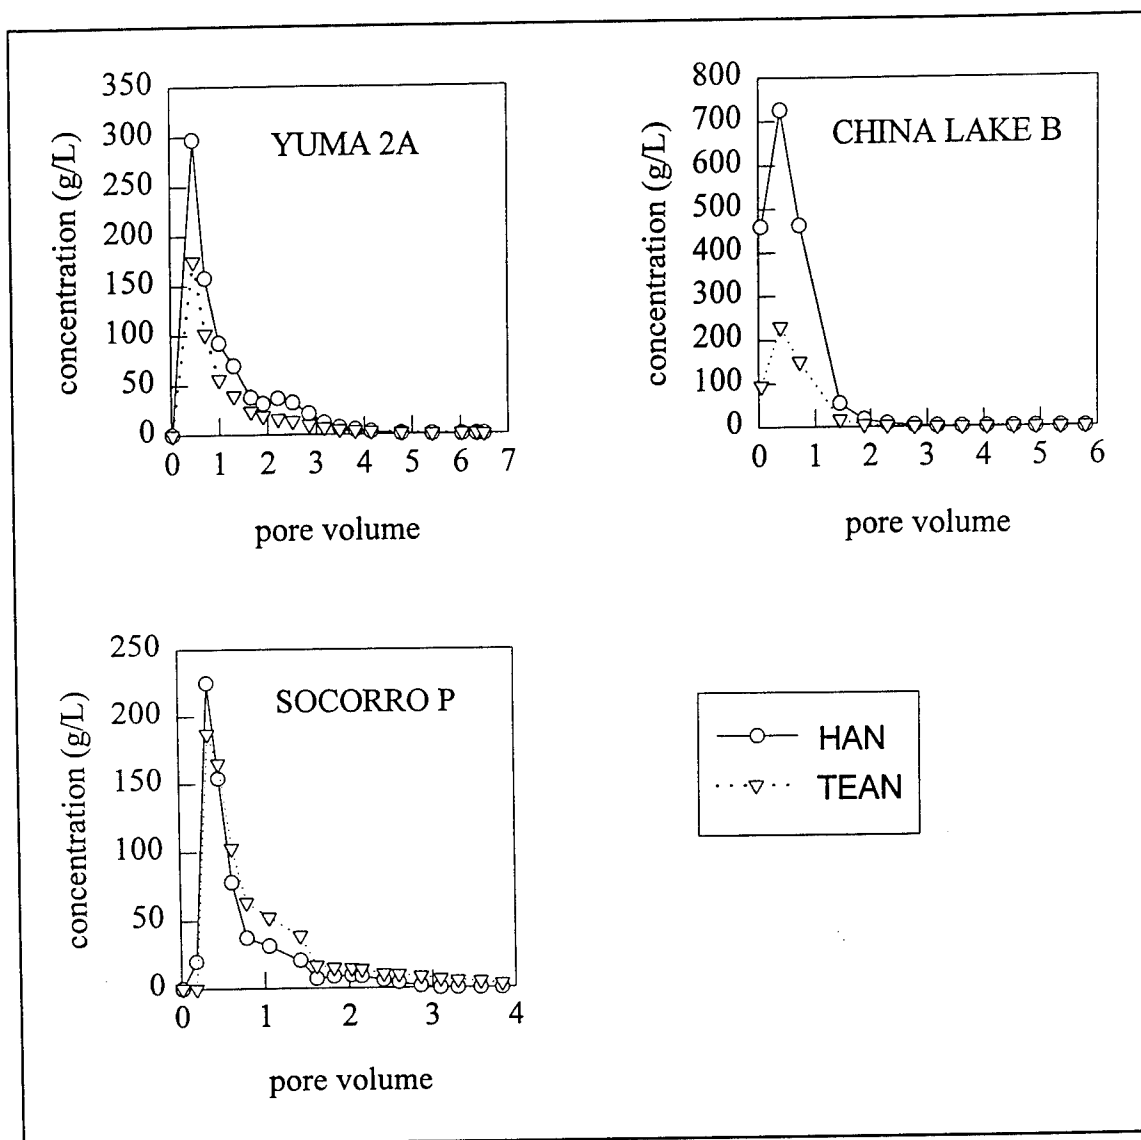 YUMA 2A
concentration (g/L)
350
300
250
200
150
100
50
0
0 1 2 3 4 5 6 7
pore volume
CHINA LAKE B
concentration (g/L)
800
700
600
500
400
300
200
100
0
0 1 2 3 4 5 6
pore volume
SOCORRO P
concentration (g/L)
250
200
150
100
50
0
0 1 2 3 4
pore volume
HAN
TEAN